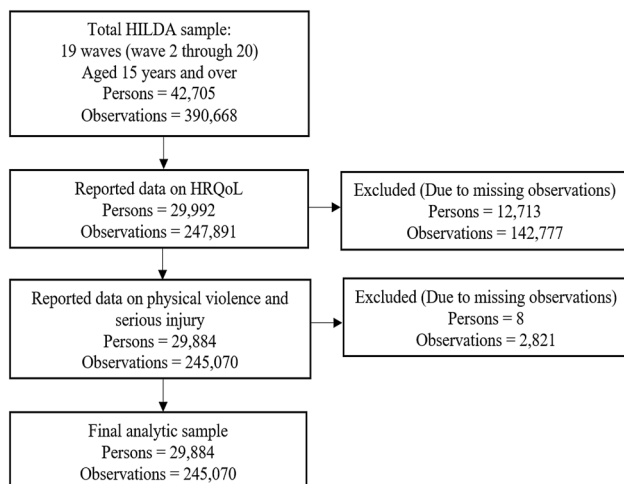 Total HILDA sample:
19 waves (wave 2 through 20)
Aged 15 years and over
Persons = 42,705
Observations = 390,668
Reported data on HRQoL
Persons = 29,992
Observations = 247,891
Excluded (Due to missing observations)
Persons = 12,713
Observations = 142,777
Reported data on physical violence and
serious injury
Persons = 29,884
Observations = 245,070
Excluded (Due to missing observations)
Persons = 8
Observations = 2,821
Final analytic sample
Persons = 29,884
Observations = 245,070